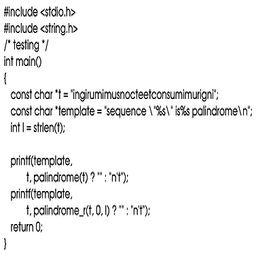 #include <stdio.h>
#include <string.h>
/* testing */
int main()
{
const char *t = "ingirumimusnocteetconsumimurigni";
const char *template = "sequence \"%s\" is%s palindrome\n";
int l = strlen(t);
printf(template,
t, palindrome(t) ? "" : "n't");
printf(template,
t, palindrome_r(t, 0, l) ? "" : "n't");
return 0;
}